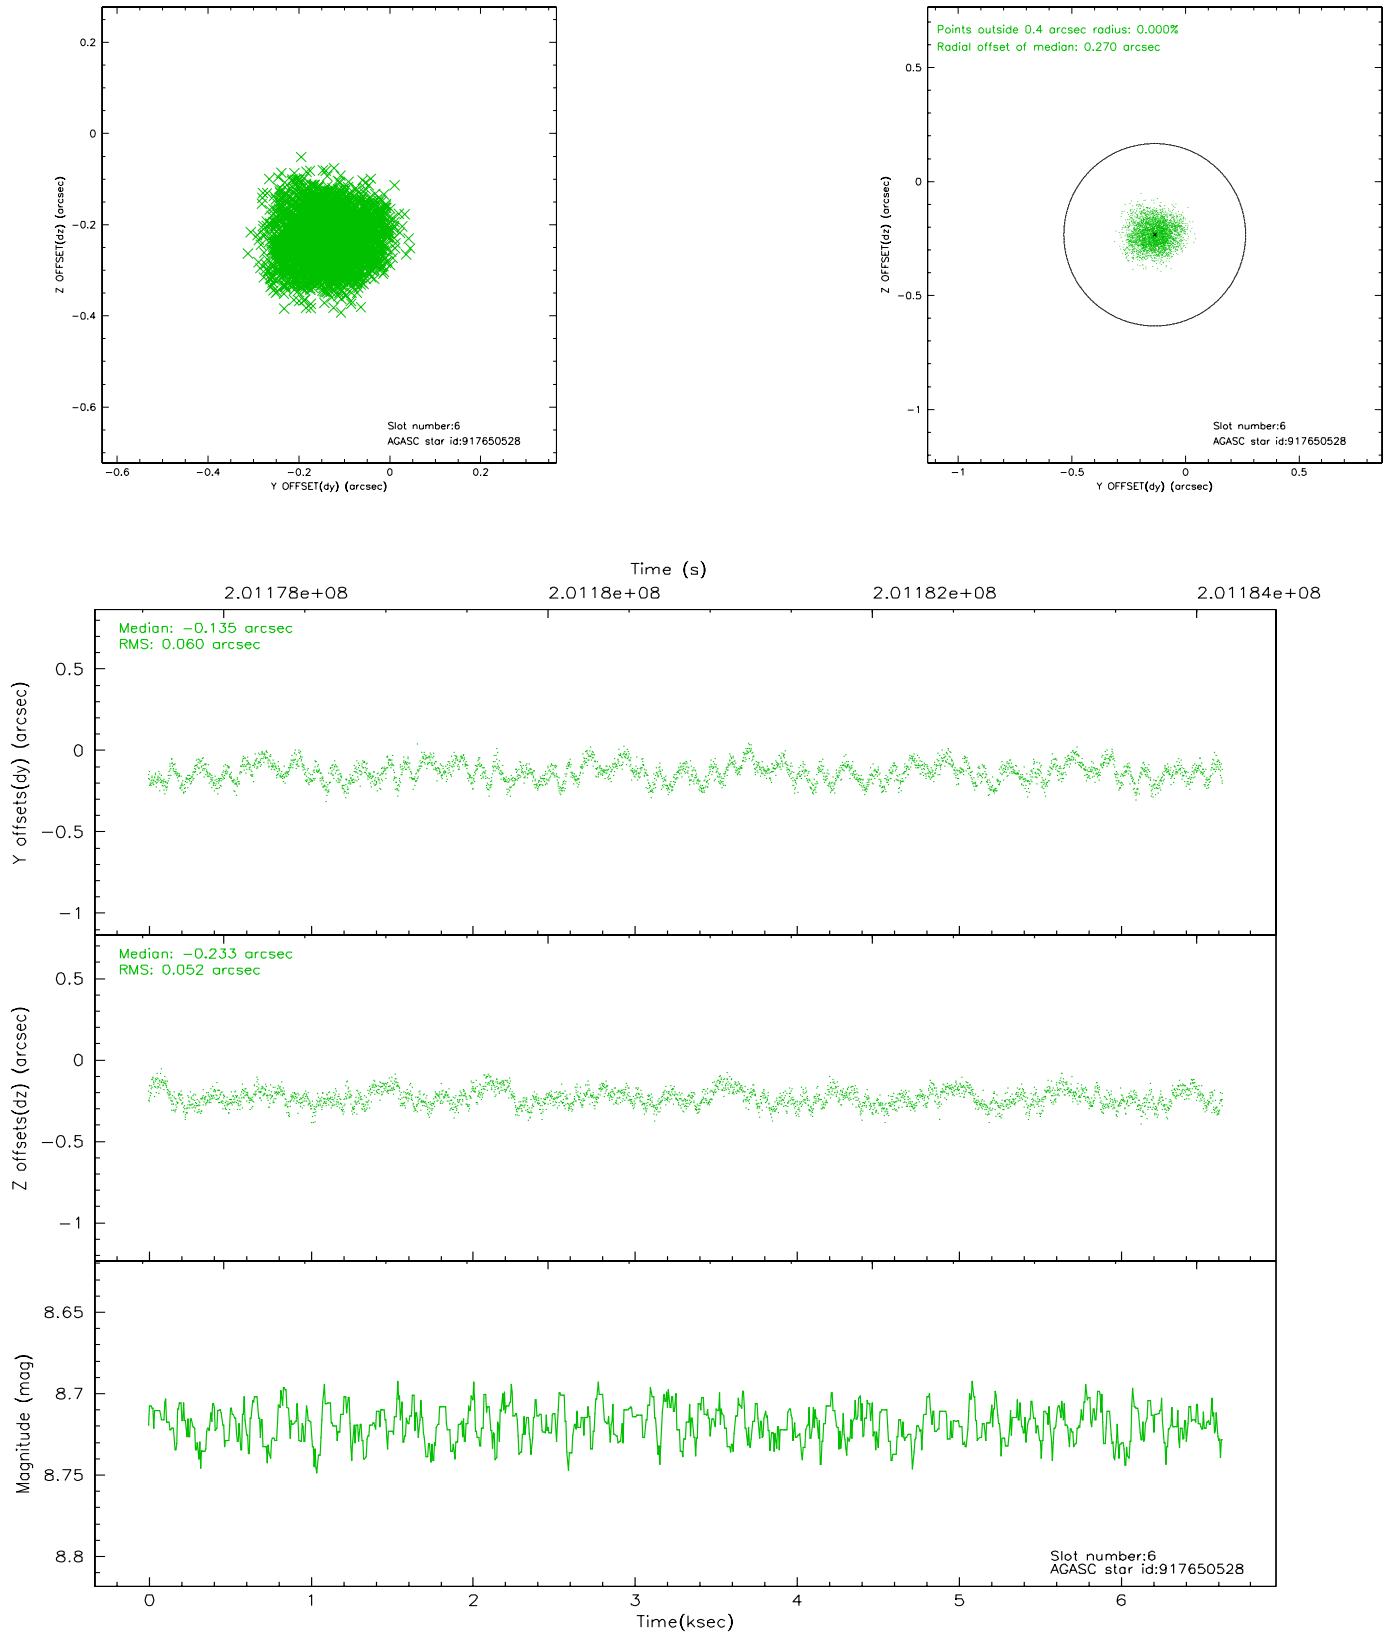 0.2
0
−0.2
−0.4
−0.6
Z OFFSET(dz) (arcsec)
Slot number:6
AGASC star id:917650528
−0.6 −0.4 −0.2 0 0.2
Y OFFSET(dy) (arcsec)
Points outside 0.4 arcsec radius: 0.000%
Radial offset of median: 0.270 arcsec
0.5
0
−0.5
−1
Z OFFSET(dz) (arcsec)
Slot number:6
AGASC star id:917650528
−1 −0.5 0 0.5
Y OFFSET(dy) (arcsec)
Time (s)
2.01178e+08 2.0118e+08 2.01182e+08 2.01184e+08
Median: −0.135 arcsec
RMS: 0.060 arcsec
0.5
0
−0.5
−1
Y offsets(dy) (arcsec)
Median: −0.233 arcsec
RMS: 0.052 arcsec
0.5
0
−0.5
−1
Z offsets(dz) (arcsec)
8.65
8.7
8.75
8.8
Magnitude (mag)
Slot number:6
AGASC star id:917650528
0 1 2 3 4 5 6
Time(ksec)